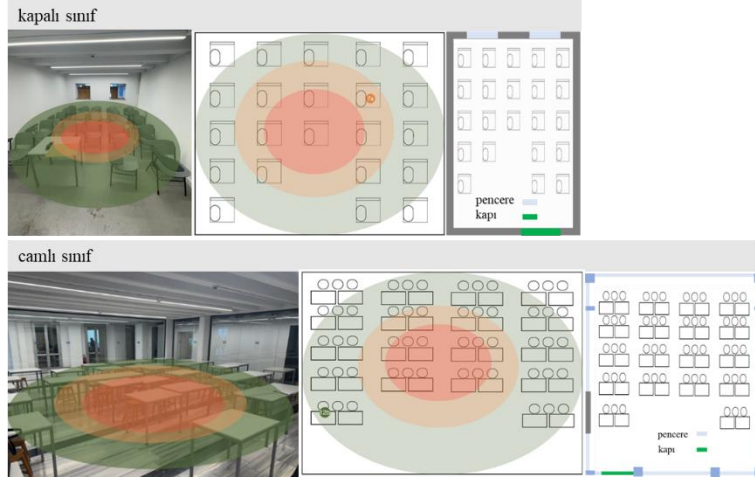 kapalı sınıf
pencere
kapı
camlı sınıf
pencere
kapı